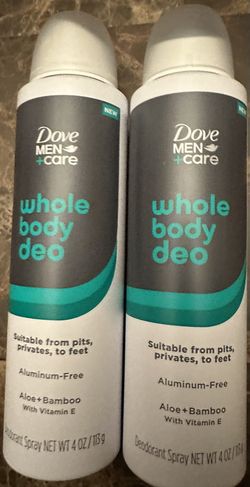 Dove
MEN
+care
NEW
whole
body
deo
Suitable from pits,
privates, to feet
Aluminum-Free
Aloe+Bamboo
With Vitamin E
Deodorant Spray NET WT 4 OZ / 113 g
Dove
MEN
+care
NEW
whole
body
deo
Suitable from pits,
privates, to feet
Aluminum-Free
Aloe+Bamboo
With Vitamin E
Deodorant Spray NET WT 4 OZ / 113 g